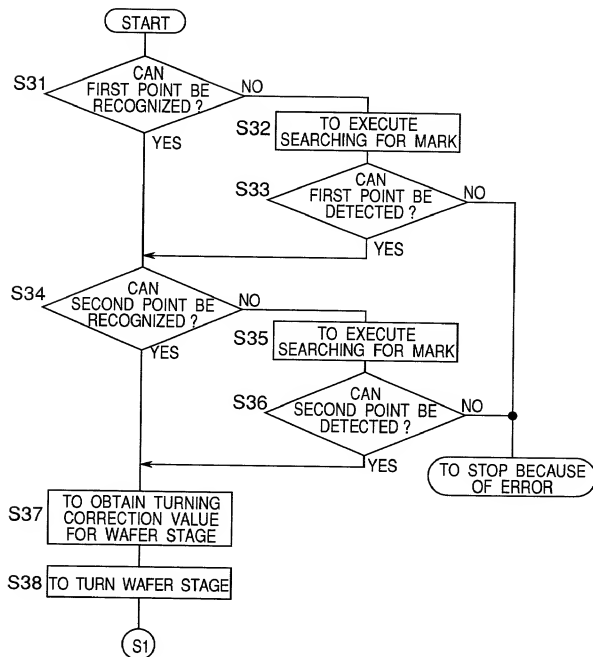 START
S31
CAN
FIRST POINT BE
RECOGNIZED ?
NO
YES
S32
TO EXECUTE
SEARCHING FOR MARK
S33
CAN
FIRST POINT BE
DETECTED ?
NO
YES
S34
CAN
SECOND POINT BE
RECOGNIZED ?
NO
YES
S35
TO EXECUTE
SEARCHING FOR MARK
S36
CAN
SECOND POINT BE
DETECTED ?
NO
YES
TO STOP BECAUSE
OF ERROR
S37
TO OBTAIN TURNING
CORRECTION VALUE
FOR WAFER STAGE
S38
TO TURN WAFER STAGE
S1